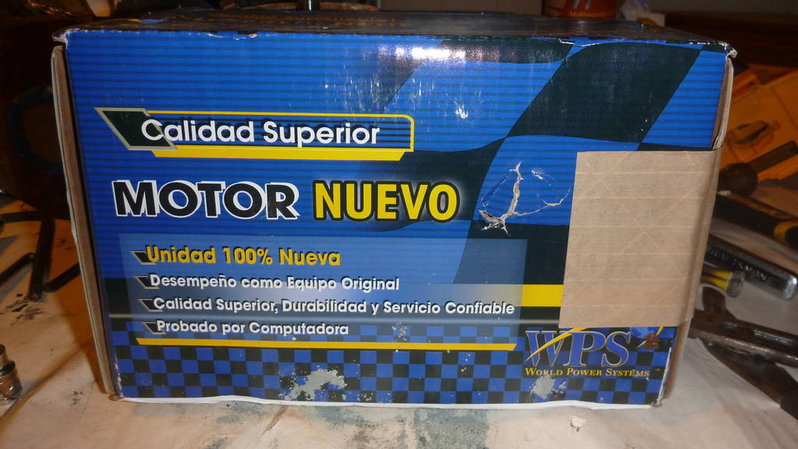 Calidad Superior
MOTOR NUEVO
Unidad 100% Nueva
Desempeño como Equipo Original
Calidad Superior, Durabilidad y Servicio Confiable
Probado por Computadora
WPS
WORLD POWER SYSTEMS